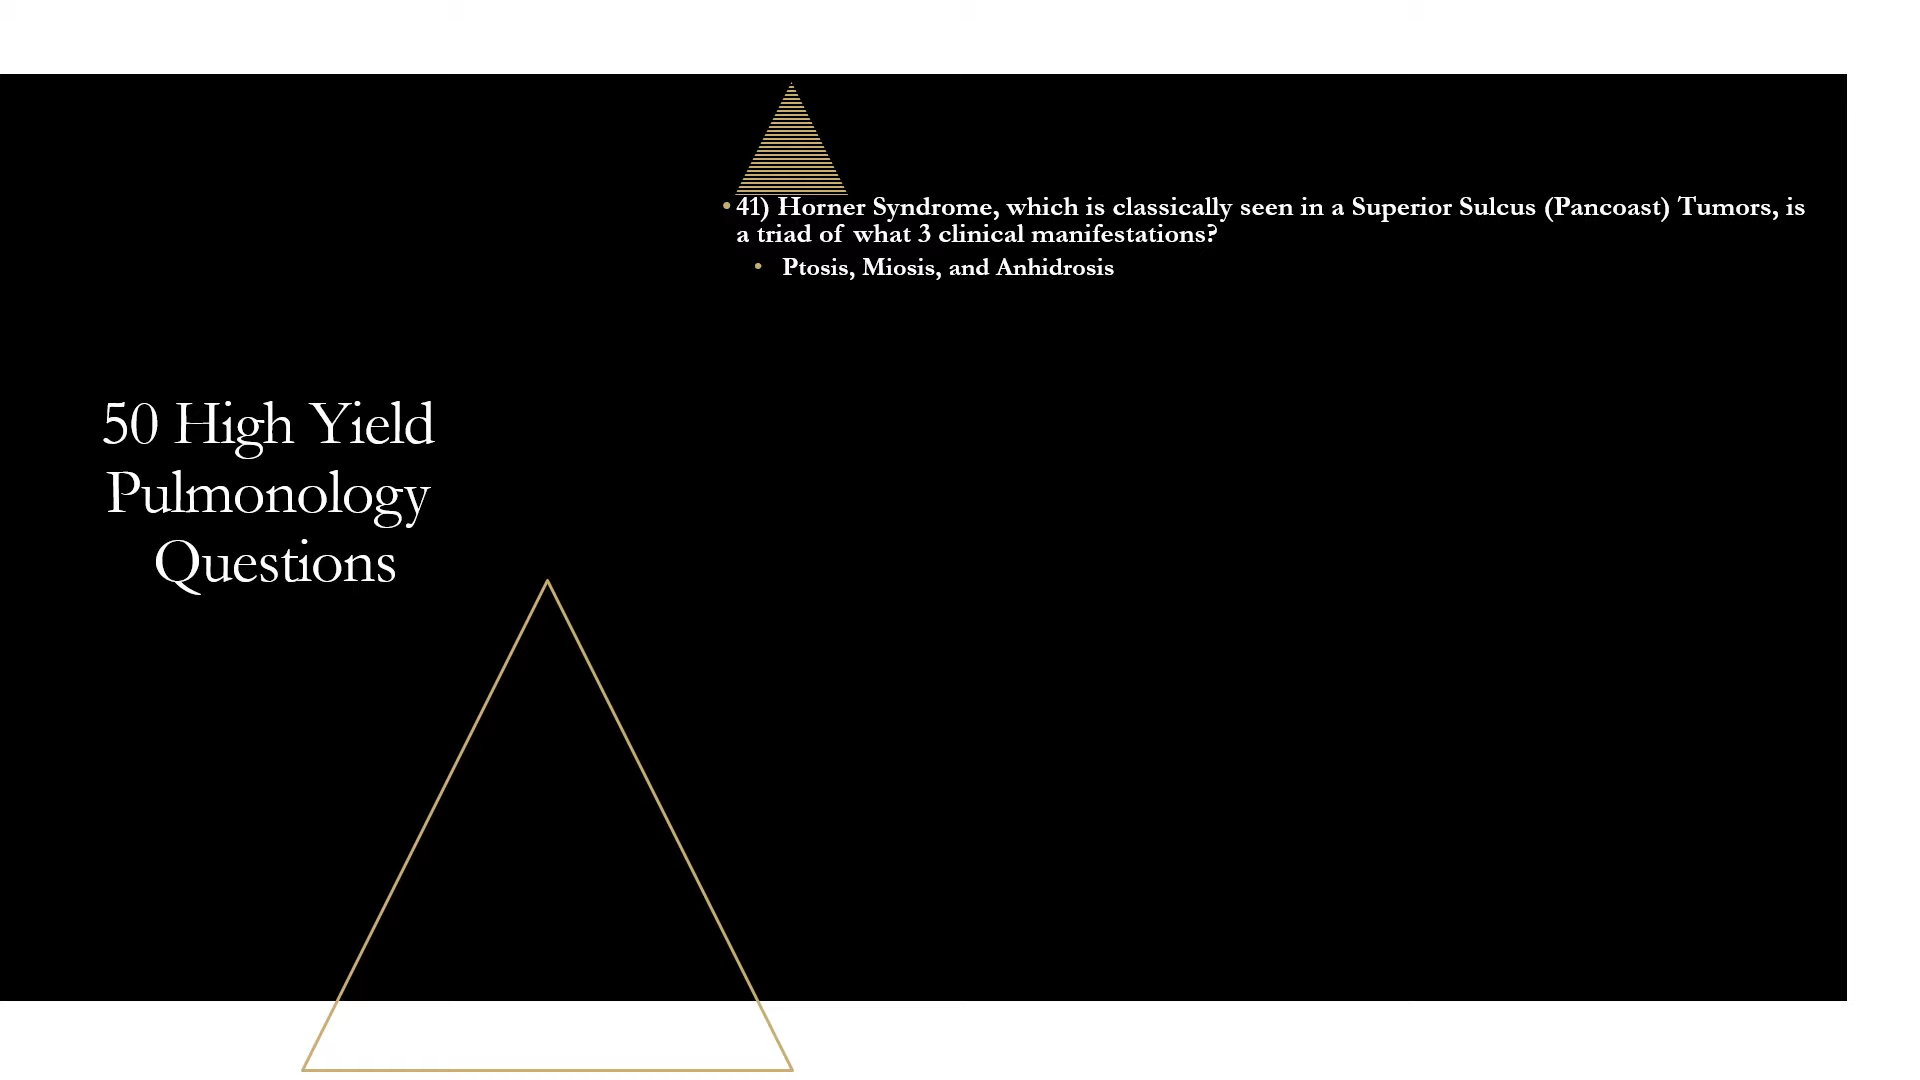 50 High Yield
Pulmonology
Questions
• 41) Horner Syndrome, which is classically seen in a Superior Sulcus (Pancoast) Tumors, is
a triad of what 3 clinical manifestations?
• Ptosis, Miosis, and Anhidrosis